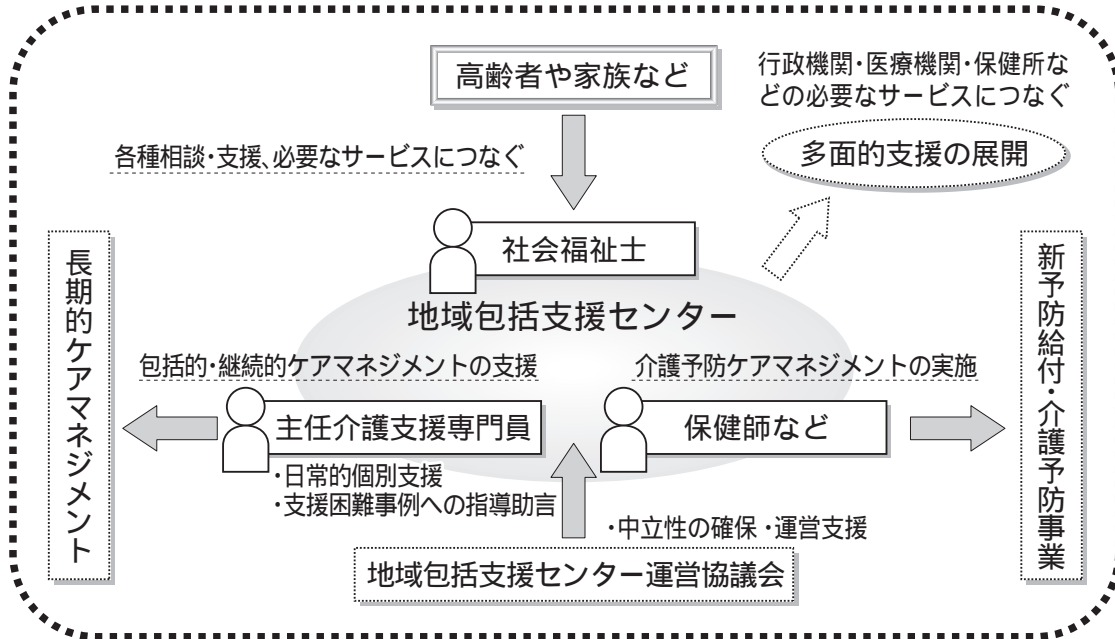 高齢者や家族など
行政機関・医療機関・保健所な
どの必要なサービスにつなぐ
多面的支援の展開
各種相談・支援、必要なサービスにつなぐ
社会福祉士
地域包括支援センター
長期的ケアマネジメント
包括的・継続的ケアマネジメントの支援
主任介護支援専門員
・日常的個別支援
・支援困難事例への指導助言
介護予防ケアマネジメントの実施
保健師など
新予防給付・介護予防事業
・中立性の確保・運営支援
地域包括支援センター運営協議会